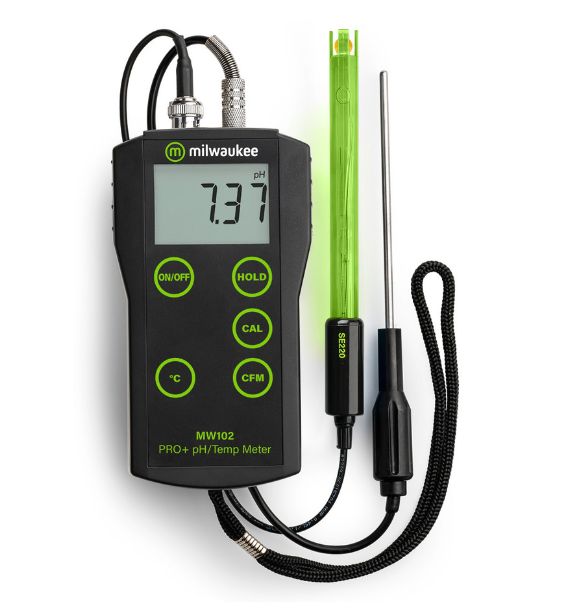 milwaukee
pH
7.37
ON/OFF
HOLD
CAL
°C
CFM
MW102
PRO+ pH/Temp Meter
SE220